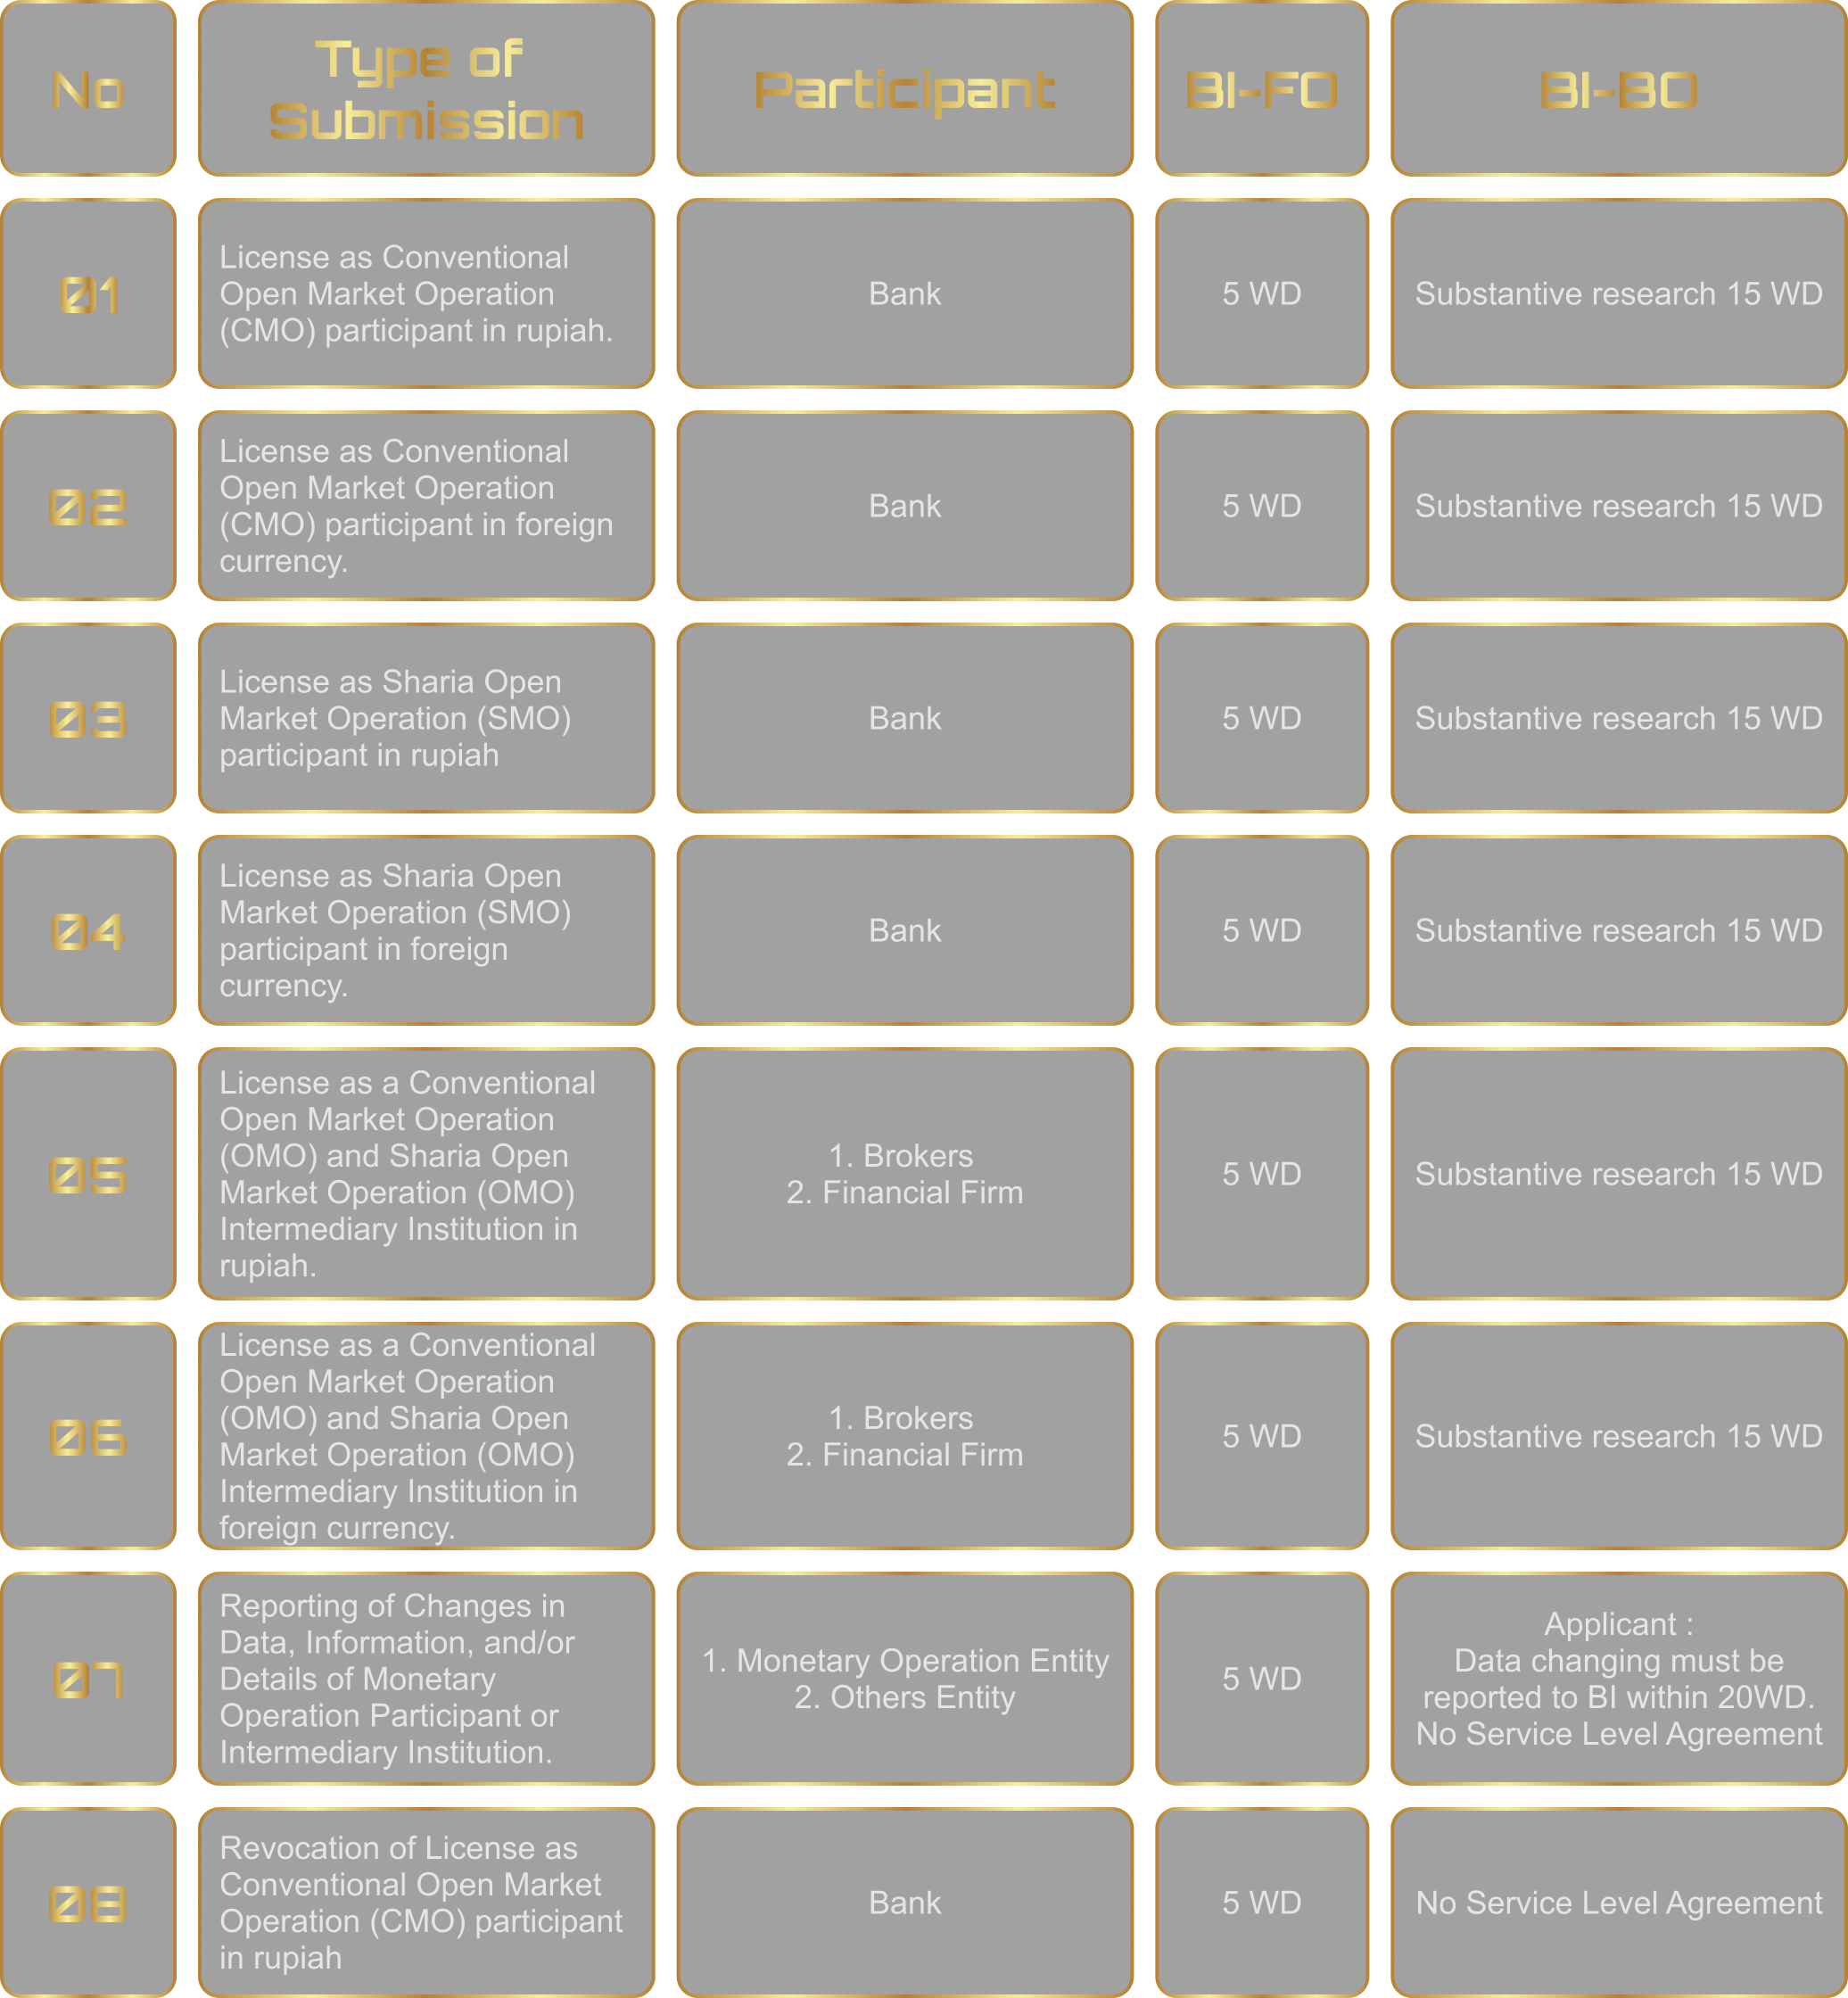 No
Type of
Submission
Participant
BI-FO
BI-BO
01
License as Conventional
Open Market Operation
(CMO) participant in rupiah.
Bank
5 WD
Substantive research 15 WD
02
License as Conventional
Open Market Operation
(CMO) participant in foreign
currency.
Bank
5 WD
Substantive research 15 WD
03
License as Sharia Open
Market Operation (SMO)
participant in rupiah
Bank
5 WD
Substantive research 15 WD
04
License as Sharia Open
Market Operation (SMO)
participant in foreign
currency.
Bank
5 WD
Substantive research 15 WD
05
License as a Conventional
Open Market Operation
(OMO) and Sharia Open
Market Operation (OMO)
Intermediary Institution in
rupiah.
1. Brokers
2. Financial Firm
5 WD
Substantive research 15 WD
06
License as a Conventional
Open Market Operation
(OMO) and Sharia Open
Market Operation (OMO)
Intermediary Institution in
foreign currency.
1. Brokers
2. Financial Firm
5 WD
Substantive research 15 WD
07
Reporting of Changes in
Data, Information, and/or
Details of Monetary
Operation Participant or
Intermediary Institution.
1. Monetary Operation Entity
2. Others Entity
5 WD
Applicant :
Data changing must be
reported to BI within 20WD.
No Service Level Agreement
08
Revocation of License as
Conventional Open Market
Operation (CMO) participant
in rupiah
Bank
5 WD
No Service Level Agreement